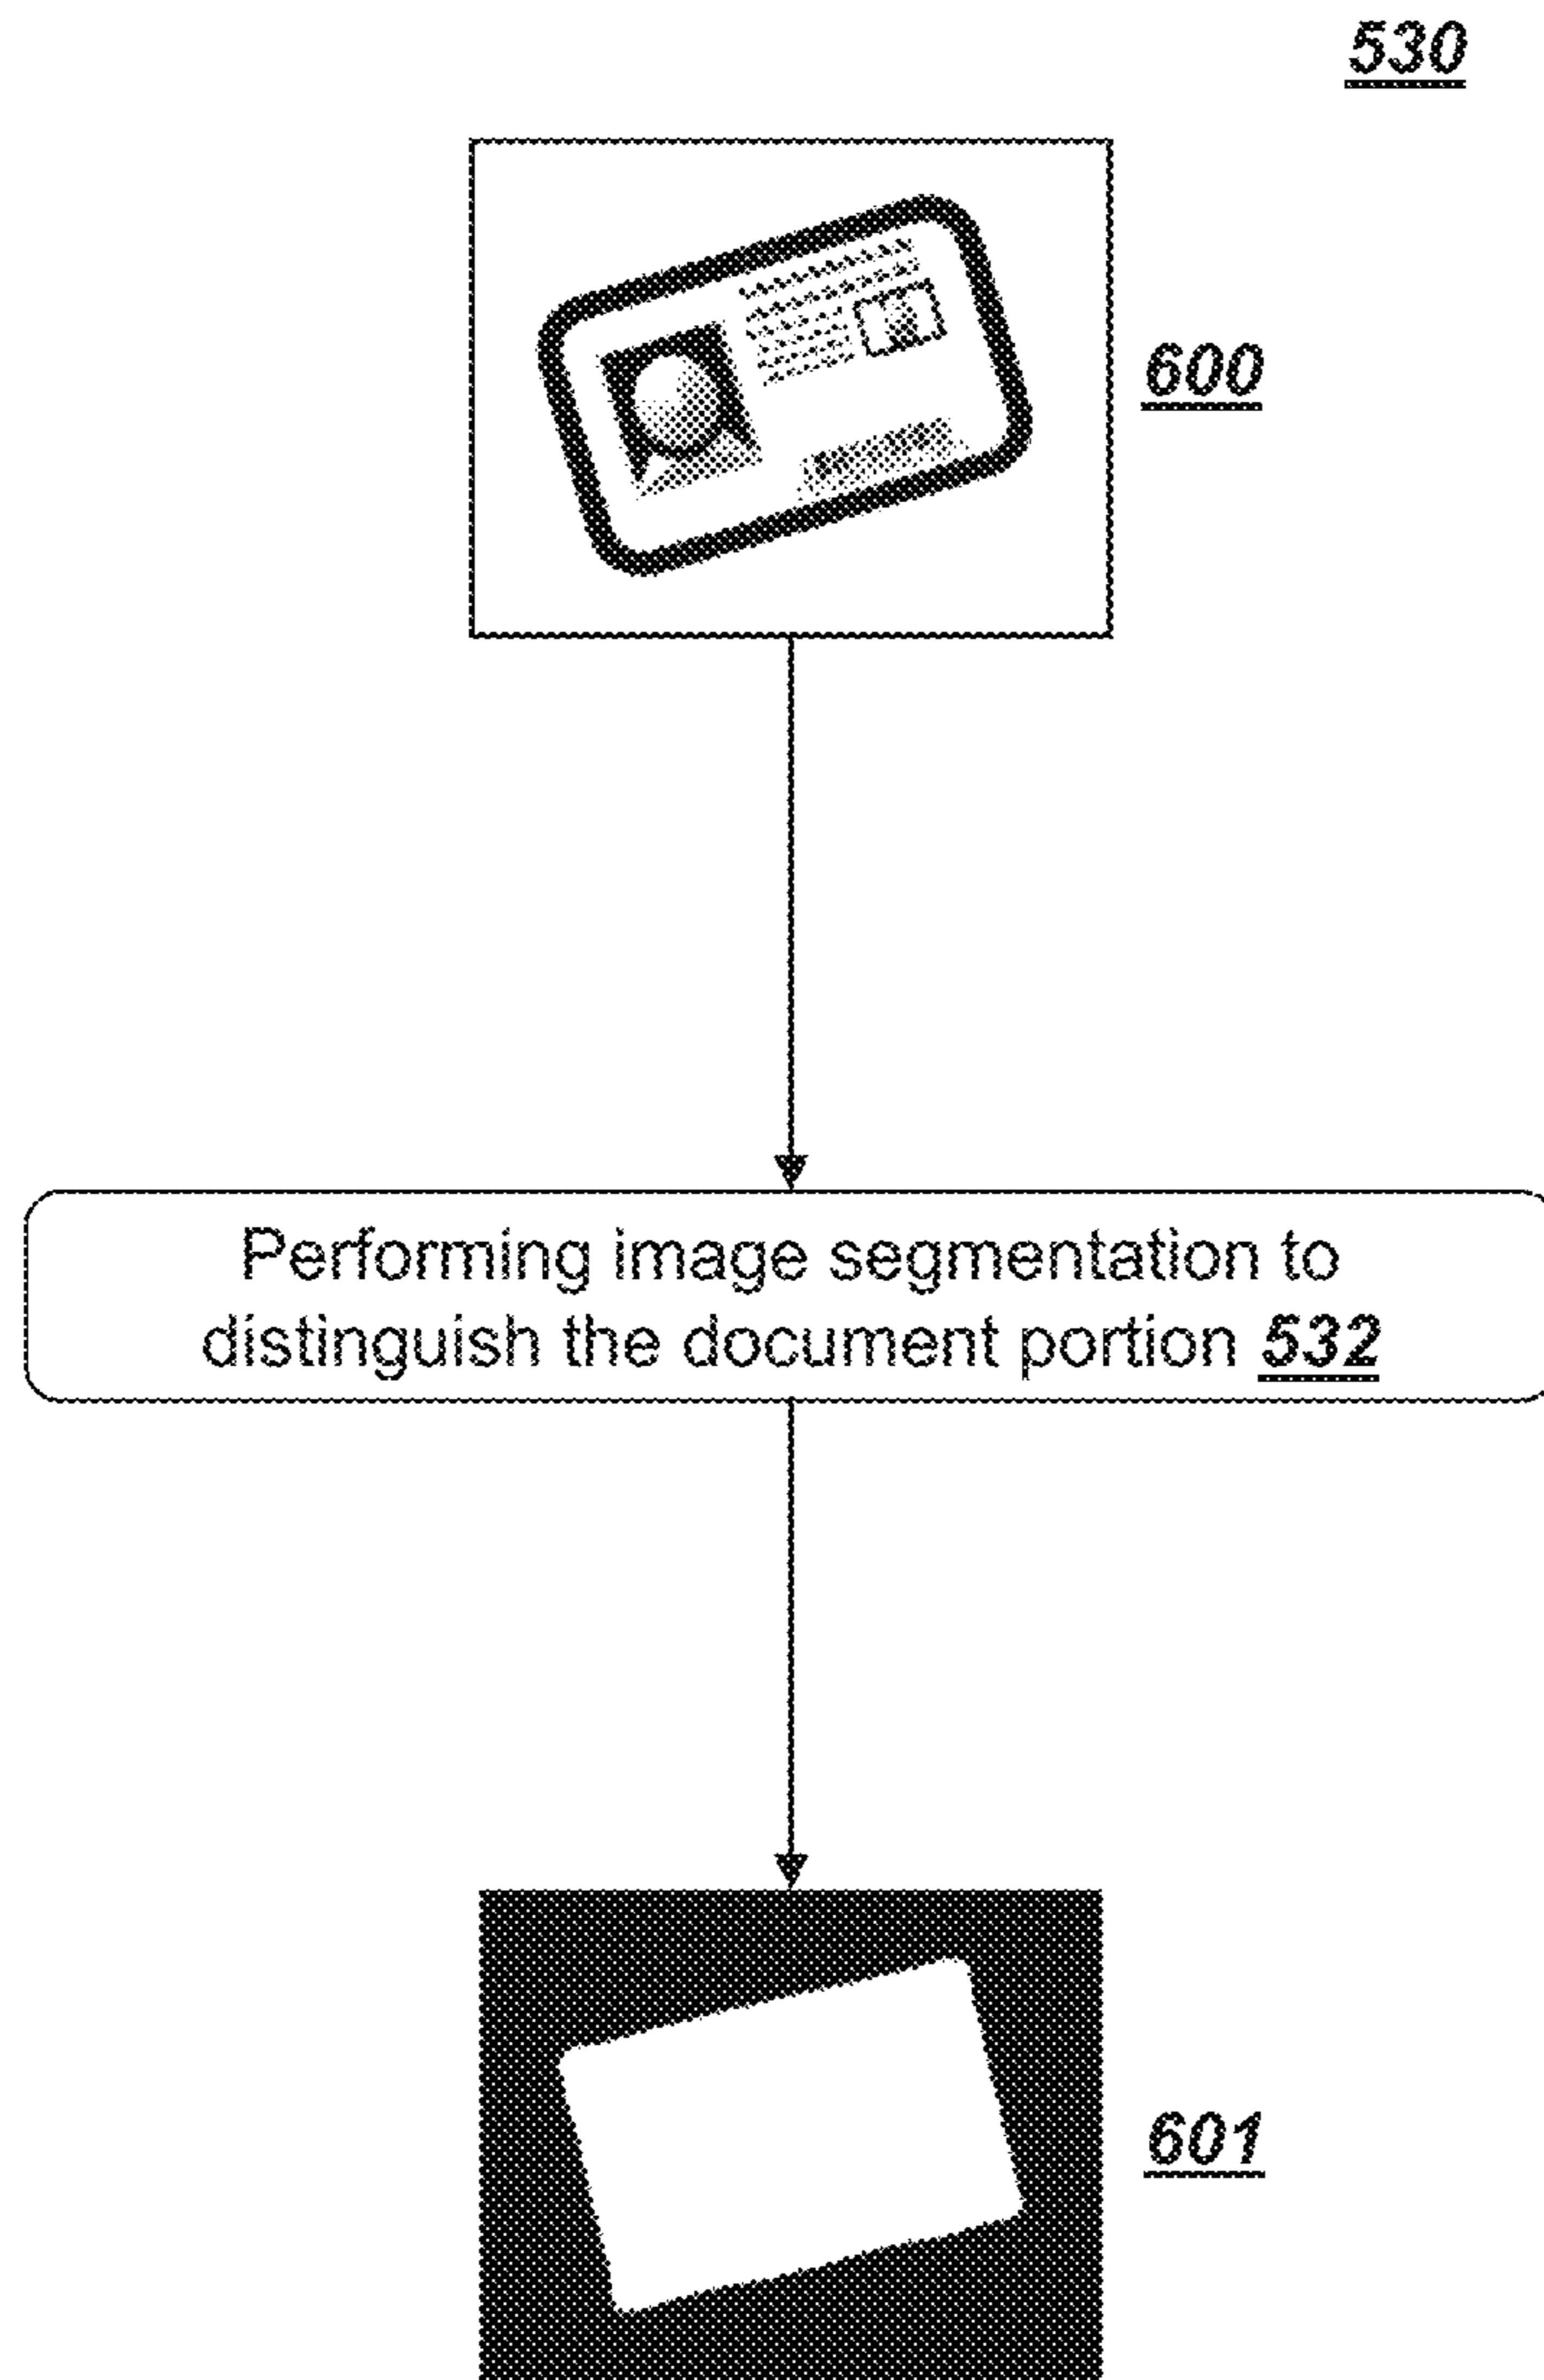 530
600
Performing image segmentation to
distinguish the document portion 532
601